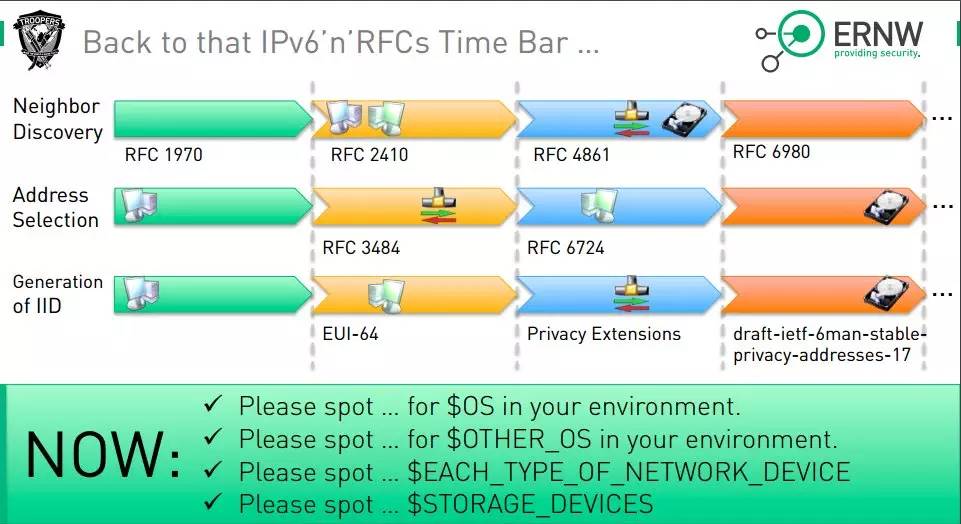 TROOPERS
Back to that IPv6’n’RFCs Time Bar ...
ERNW
providing security.
Neighbor
Discovery
...
RFC 1970
RFC 2410
RFC 4861
RFC 6980
Address
Selection
...
RFC 3484
RFC 6724
Generation
of IID
...
EUI-64
Privacy Extensions
draft-ietf-6man-stable-
privacy-addresses-17
NOW:
✓ Please spot ... for $OS in your environment.
✓ Please spot ... for $OTHER_OS in your environment.
✓ Please spot ... $EACH_TYPE_OF_NETWORK_DEVICE
✓ Please spot ... $STORAGE_DEVICES